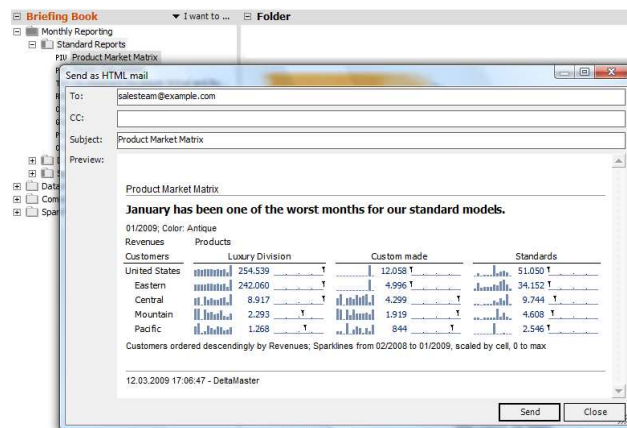 Briefing Book
I want to ...
Folder
Monthly Reporting
Standard Reports
PIV Product Market Matrix
Send as HTML mail
To: salesteam@example.com
CC:
Subject: Product Market Matrix
Preview:
Product Market Matrix
January has been one of the worst months for our standard models.
01/2009; Color: Antique
Revenues Products
Customers Luxury Division Custom made Standards
United States 254.539 12.058 51.050
Eastern 242.060 4.996 34.152
Central 8.917 4.299 9.744
Mountain 2.293 1.919 4.608
Pacific 1.268 844 2.546
Customers ordered descendingly by Revenues; Sparklines from 02/2008 to 01/2009, scaled by cell, 0 to max
12.03.2009 17:06:47 - DeltaMaster
Send Close